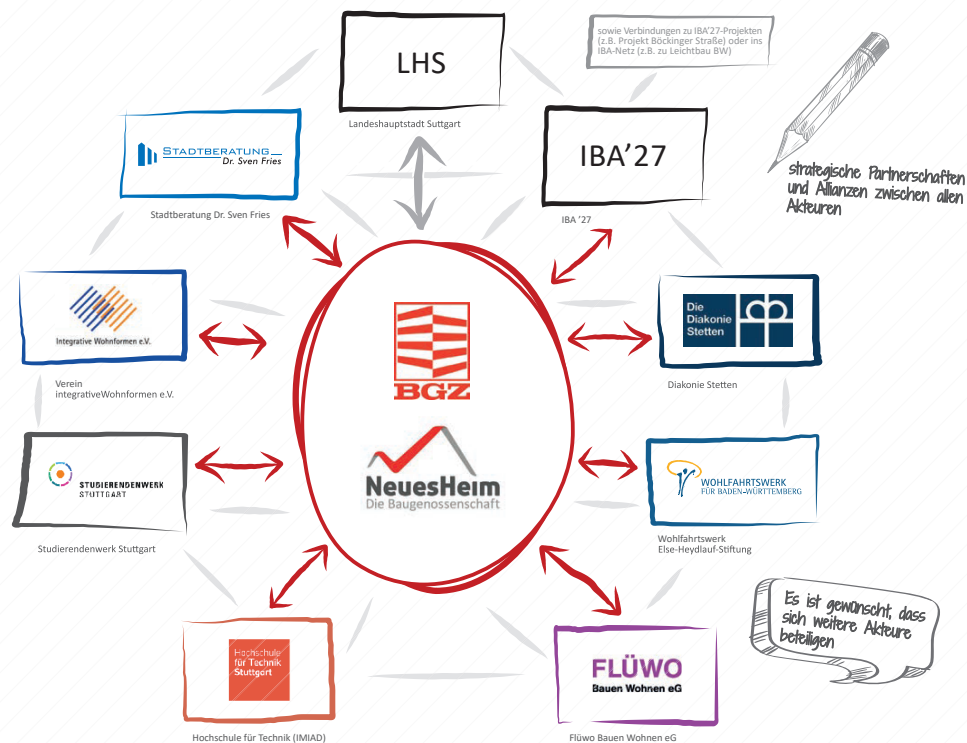 LHS
Landeshauptstadt Suttgart
sowie Verbindungen zu IBA'27-Projekten
(z.B. Projekt Böckinger Straße) oder ins
IBA-Netz (z.B. zu Leichtbau BW)
IBA'27
IBA '27
strategische Partnerschaften
und Allianzen zwischen allen
Akteuren
STADTBERATUNG
Dr. Sven Fries
Stadtberatung Dr. Sven Fries
Integrative Wohnformen e.V.
Verein
integrativeWohnformen e.V.
BGZ
NeuesHeim
Die Baugenossenschaft
Die
Diakonie
Stetten
Diakonie Stetten
STUDIERENDENWERK
STUTTGART
Studierendenwerk Stuttgart
WOHLFAHRTSWERK
FÜR BADEN-WÜRTTEMBERG
Wohlfahrtswerk
Else-Heydlauf-Stiftung
Es ist gewünscht, dass
sich weitere Akteure
beteiligen
Hochschule
für Technik
Stuttgart
Hochschule für Technik (IMIAD)
FLÜWO
Bauen Wohnen eG
Flüwo Bauen Wohnen eG